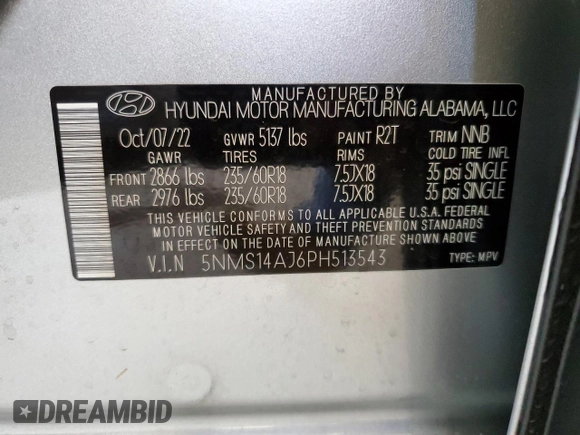 MANUFACTURED BY
HYUNDAI MOTOR MANUFACTURING ALABAMA, LLC
Oct/07/22 GVWR 5137 lbs PAINT R2T TRIM NNB
GAWR TIRES RIMS COLD TIRE INFL
FRONT 2866 lbs 235/60R18 7.5JX18 35 psi SINGLE
REAR 2976 lbs 235/60R18 7.5JX18 35 psi SINGLE
THIS VEHICLE CONFORMS TO ALL APPLICABLE U.S.A. FEDERAL
MOTOR VEHICLE SAFETY AND THEFT PREVENTION STANDARDS
IN EFFECT ON THE DATE OF MANUFACTURE SHOWN ABOVE
V.I.N 5NMS14AJ6PH513543 TYPE: MPV
DREAMBID